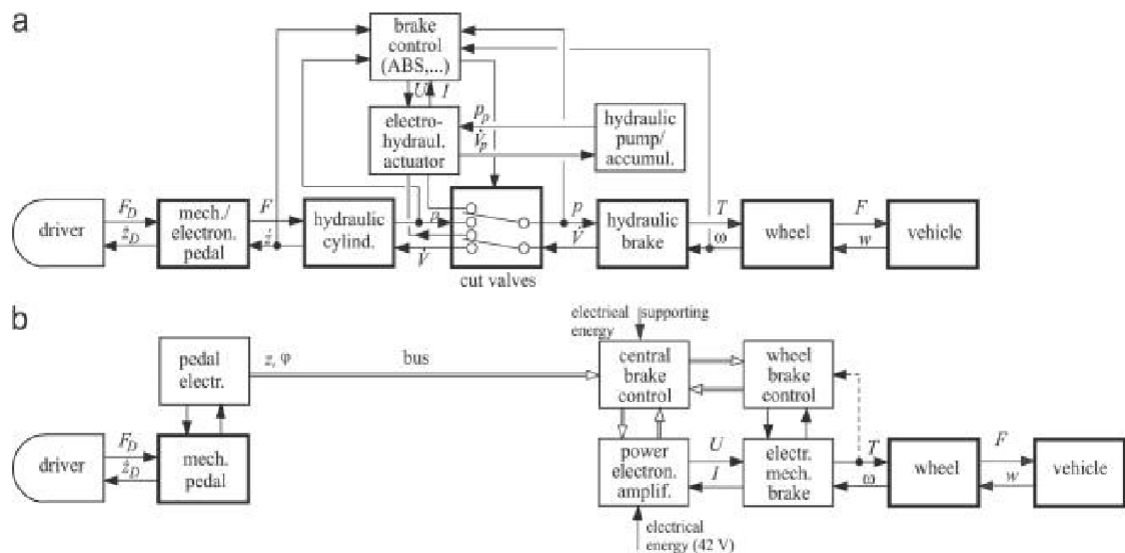 a
brake
control
(ABS,...)
U I
electro-
hydraul.
actuator
p_p
V̇_p
hydraulic
pump/
accumul.
driver
F_D
ż_D
mech./
electron.
pedal
F
ż
hydraulic
cylind.
p
V̇
cut valves
p
V̇
hydraulic
brake
T
ω
wheel
F
w
vehicle
b
electrical supporting
energy
pedal
electr.
z, φ
bus
central
brake
control
wheel
brake
control
driver
F_D
ż_D
mech.
pedal
power
electron.
amplif.
U
I
electr.
mech.
brake
T
ω
wheel
F
w
vehicle
electrical
energy (42 V)